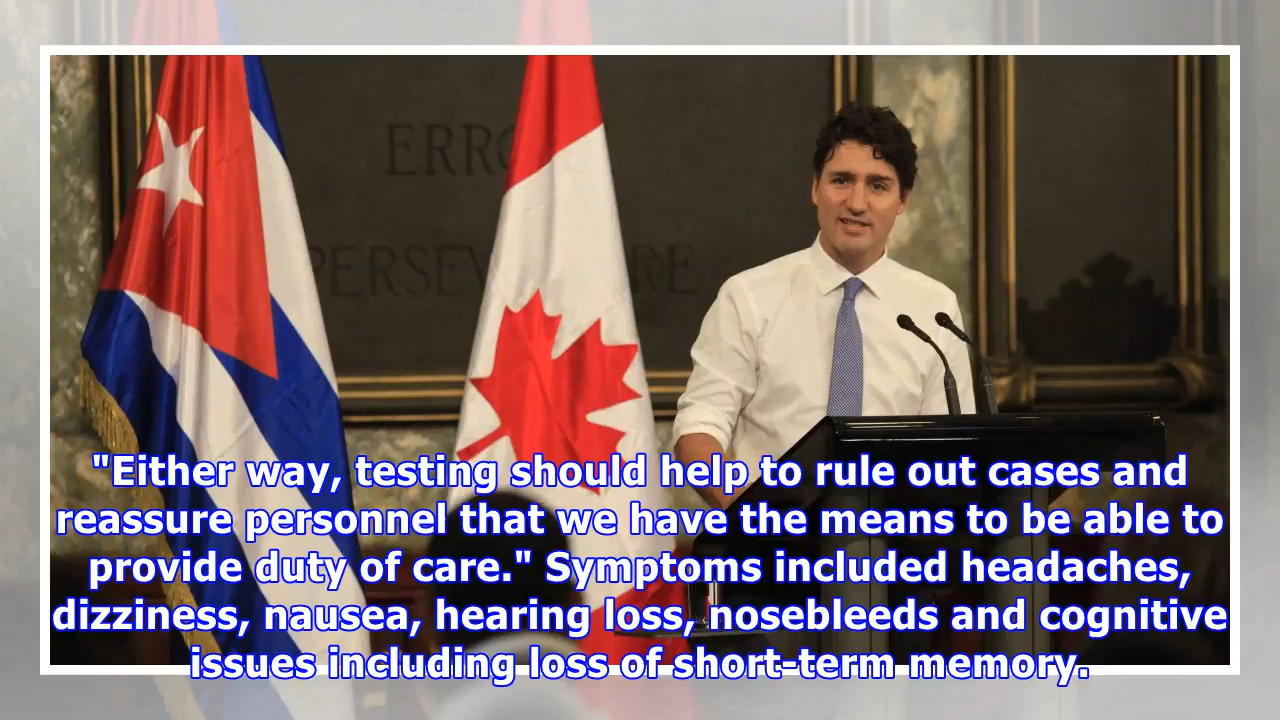 "Either way, testing should help to rule out cases and
reassure personnel that we have the means to be able to
provide duty of care." Symptoms included headaches,
dizziness, nausea, hearing loss, nosebleeds and cognitive
issues including loss of short-term memory.